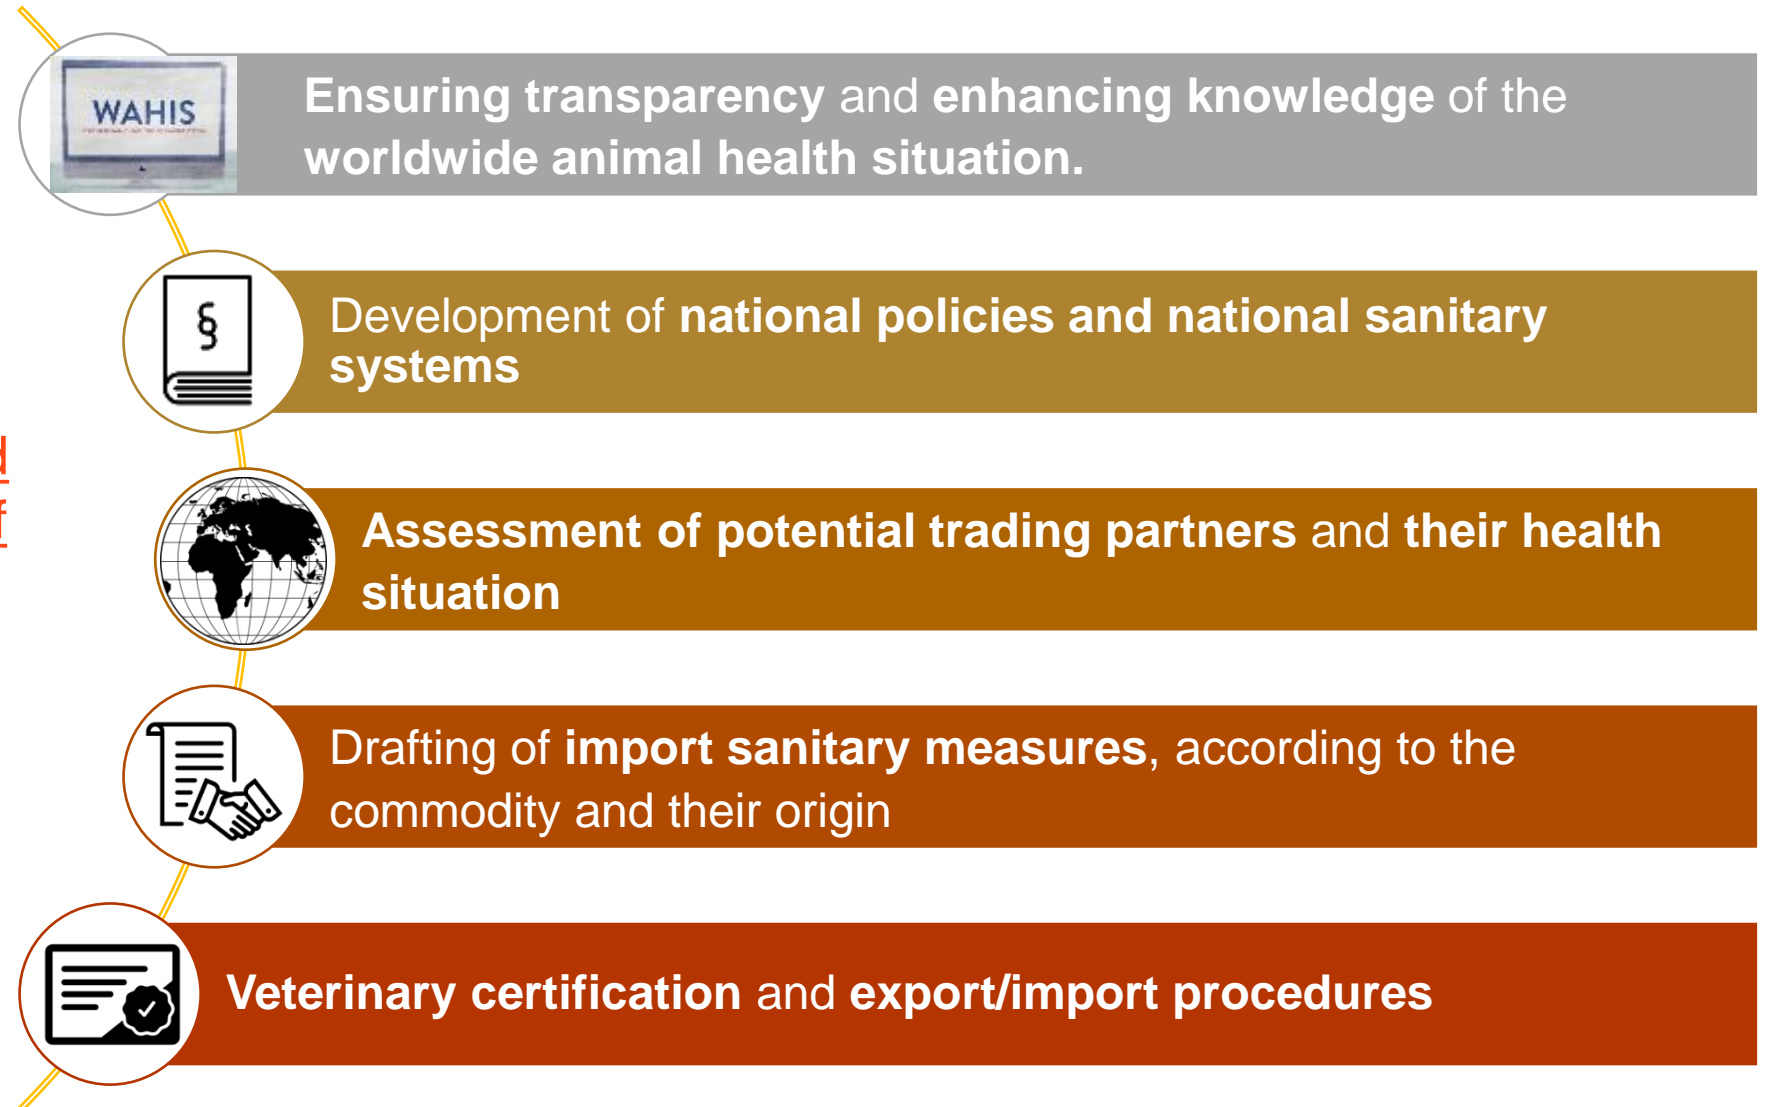 WAHIS
Ensuring transparency and enhancing knowledge of the
worldwide animal health situation.
§
Development of national policies and national sanitary
systems
Assessment of potential trading partners and their health
situation
Drafting of import sanitary measures, according to the
commodity and their origin
Veterinary certification and export/import procedures